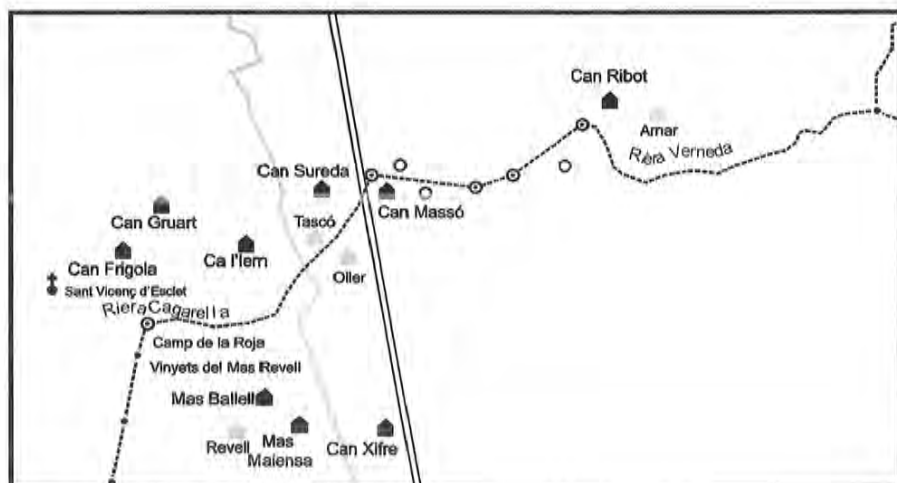 Can Ribot
Amar
Riera Verneda
Can Sureda
Can Massó
Can Gruart
Tascó
Ca l'Iem
Oller
Can Frigola
Sant Vicenç d'Esclet
Riera Cagarella
Camp de la Roja
Vinyets del Mas Revell
Mas Ballell
Revell
Mas
Maiensa
Can Xifre